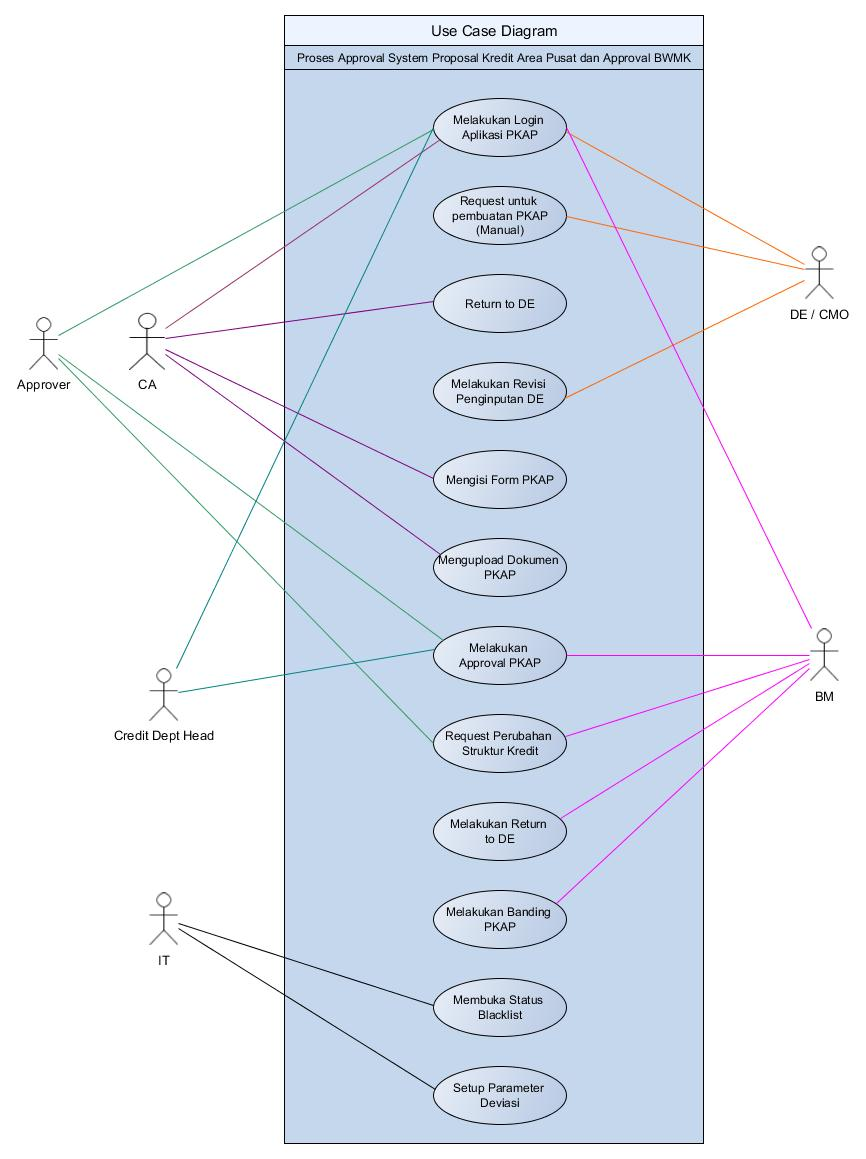 Use Case Diagram
Proses Approval System Proposal Kredit Area Pusat dan Approval BWMK
Melakukan Login
Aplikasi PKAP
Request untuk
pembuatan PKAP
(Manual)
Return to DE
DE / CMO
Approver
CA
Melakukan Revisi
Penginputan DE
Mengisi Form PKAP
Mengupload Dokumen
PKAP
Melakukan
Approval PKAP
BM
Credit Dept Head
Request Perubahan
Struktur Kredit
Melakukan Return
to DE
Melakukan Banding
PKAP
IT
Membuka Status
Blacklist
Setup Parameter
Deviasi